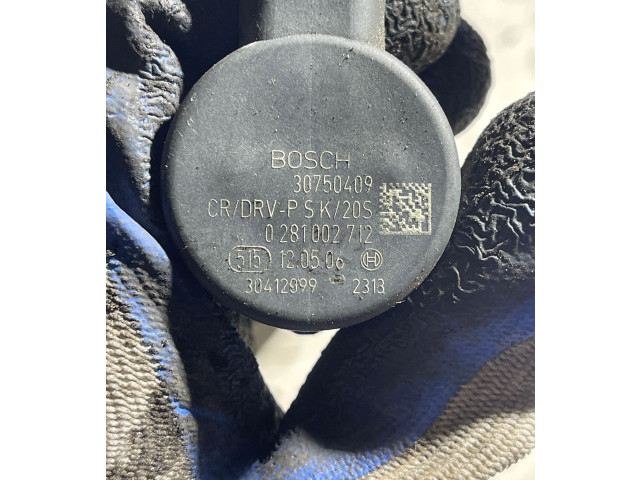 BOSCH
30750409
CR/DRV-P S K/20S
0 281 002 712
515 12.05.06
30412999 2313